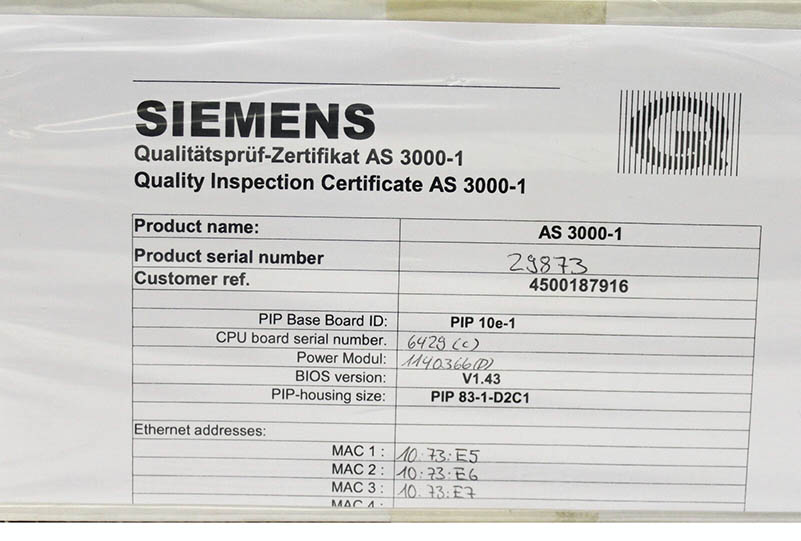 SIEMENS
Qualitätsprüf-Zertifikat AS 3000-1
Quality Inspection Certificate AS 3000-1
Product name: AS 3000-1
Product serial number 29873
Customer ref. 4500187916
PIP Base Board ID: PIP 10e-1
CPU board serial number. 6429 (c)
Power Modul: 1140366(D)
BIOS version: V1.43
PIP-housing size: PIP 83-1-D2C1
Ethernet addresses:
MAC 1 : 10:73:E5
MAC 2 : 10:73:E6
MAC 3 : 10:73:E7
MAC 4 :